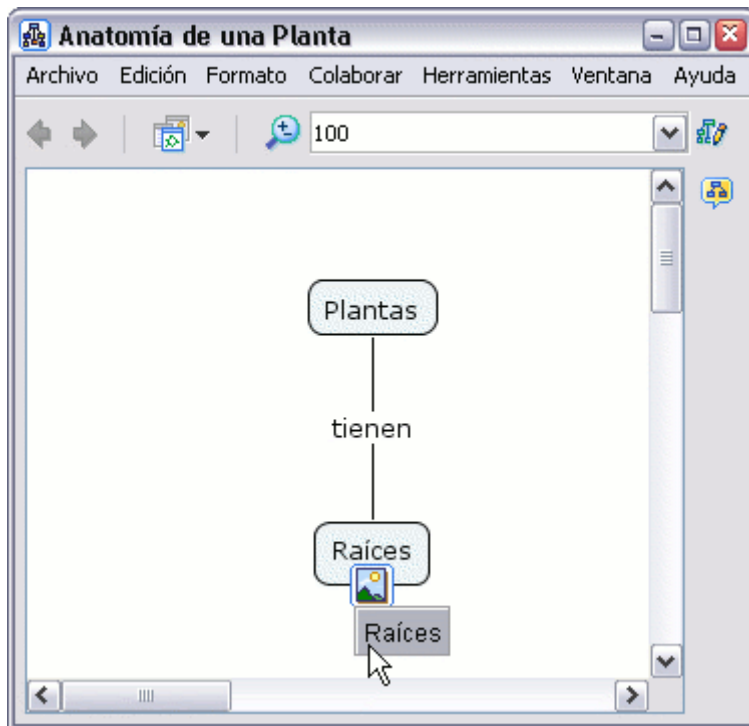 Anatomía de una Planta
Archivo Edición Formato Colaborar Herramientas Ventana Ayuda
100
Plantas
tienen
Raíces
Raíces